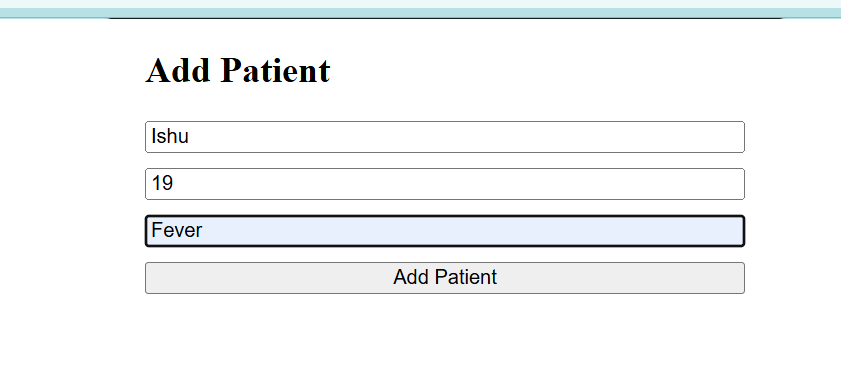 Add Patient
Ishu
19
Fever
Add Patient